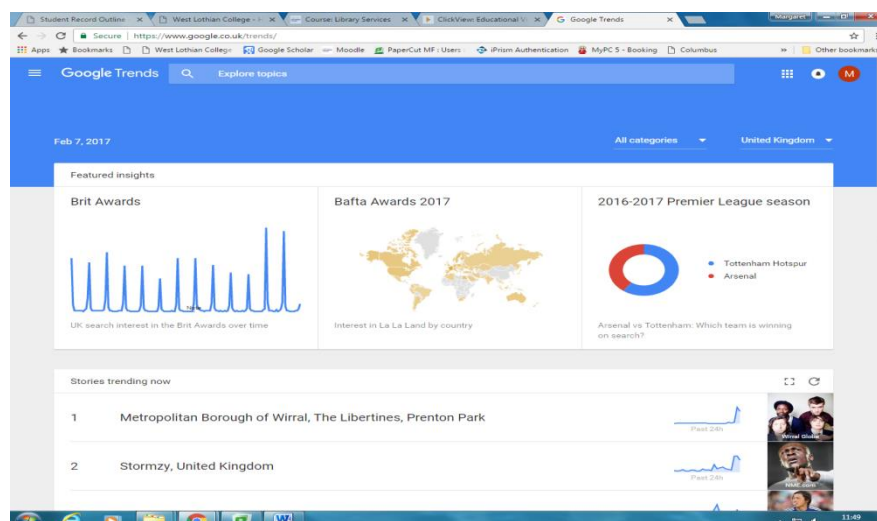 Student Record Outline
West Lothian College - H
Course: Library Services
ClickView: Educational V
Google Trends
Margaret
Secure | https://www.google.co.uk/trends/
Apps Bookmarks West Lothian College Google Scholar Moodle PaperCut MF : Users iPrism Authentication MyPC 5 - Booking Columbus » Other bookmarks
Google Trends Explore topics M
Feb 7, 2017 All categories United Kingdom
Featured insights
Brit Awards
UK search interest in the Brit Awards over time
Bafta Awards 2017
Interest in La La Land by country
2016-2017 Premier League season
Tottenham Hotspur
Arsenal
Arsenal vs Tottenham: Which team is winning
on search?
Stories trending now
1 Metropolitan Borough of Wirral, The Libertines, Prenton Park Past 24h Wirral Globe
2 Stormzy, United Kingdom Past 24h NME.com
11:49